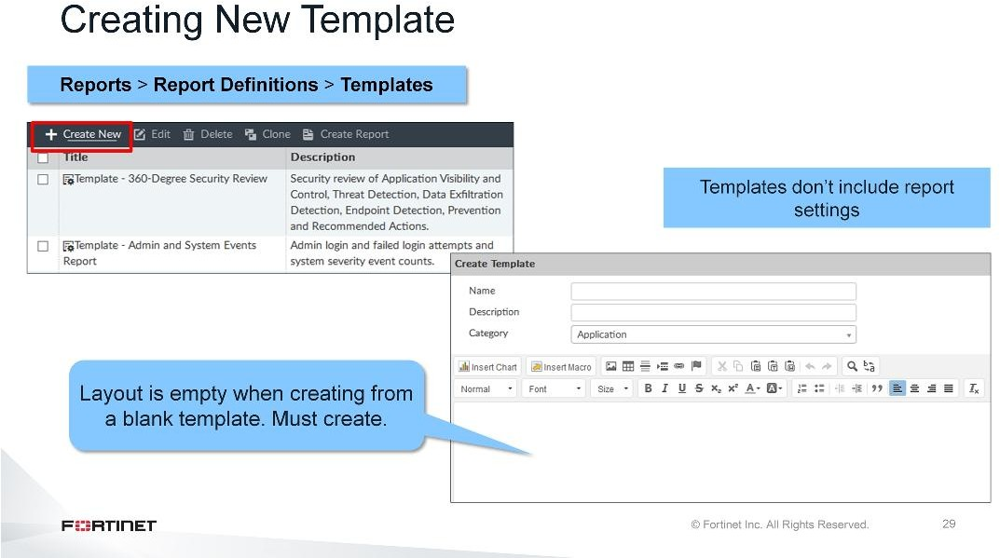 Creating New Template
Reports > Report Definitions > Templates
Create New Edit Delete Clone Create Report
Title Description
Template - 360-Degree Security Review Security review of Application Visibility and
Control, Threat Detection, Data Exfiltration
Detection, Endpoint Detection, Prevention
and Recommended Actions.
Template - Admin and System Events Admin login and failed login attempts and
Report system severity event counts.
Templates don't include report
settings
Create Template
Name
Description
Category Application
Insert Chart Insert Macro
Normal Font Size B I U S x₂ x² A A
Layout is empty when creating from
a blank template. Must create.
FORTINET
© Fortinet Inc. All Rights Reserved. 29